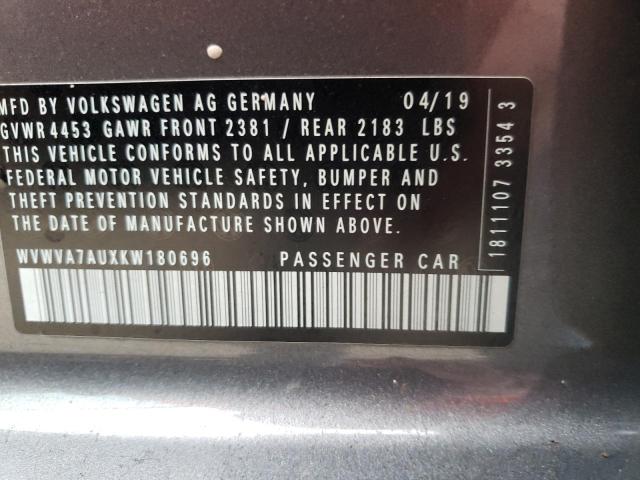 MFD BY VOLKSWAGEN AG GERMANY 04/19
GVWR 4453 GAWR FRONT 2381 / REAR 2183 LBS
THIS VEHICLE CONFORMS TO ALL APPLICABLE U.S.
FEDERAL MOTOR VEHICLE SAFETY, BUMPER AND
THEFT PREVENTION STANDARDS IN EFFECT ON
THE DATE OF MANUFACTURE SHOWN ABOVE.
WVWVA7AUXKW180696 PASSENGER CAR
1811107 3354 3